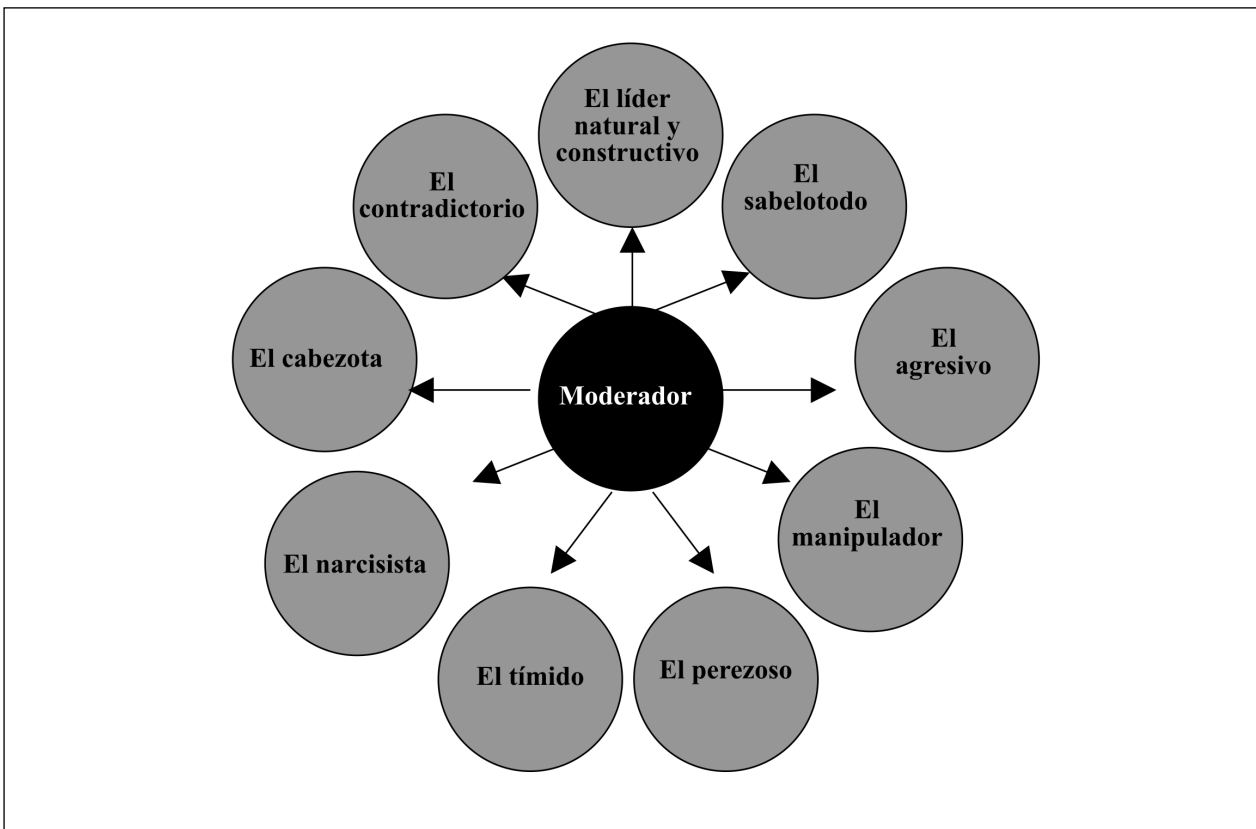 El líder
natural y
constructivo
El
sabelotodo
El
contradictorio
El
agresivo
El cabezota
Moderador
El
manipulador
El narcisista
El tímido
El perezoso